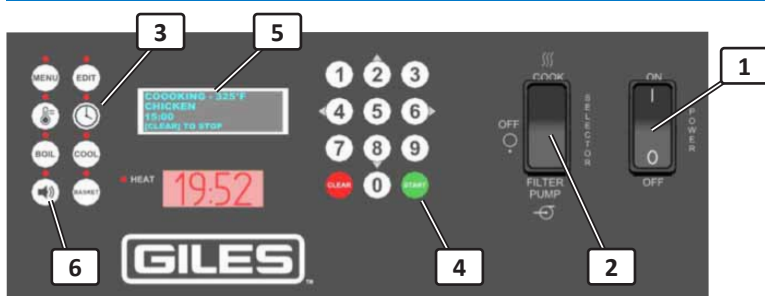 3
5
1
MENU EDIT
BOIL COOL
BASKET
COOOKING - 325°F
CHICKEN
15:00
[CLEAR] TO STOP
HEAT
19:52
1 2 3
4 5 6
7 8 9
CLEAR 0 START
COOK
OFF
SELECTOR
FILTER
PUMP
ON
POWER
OFF
GILES™
6
4
2